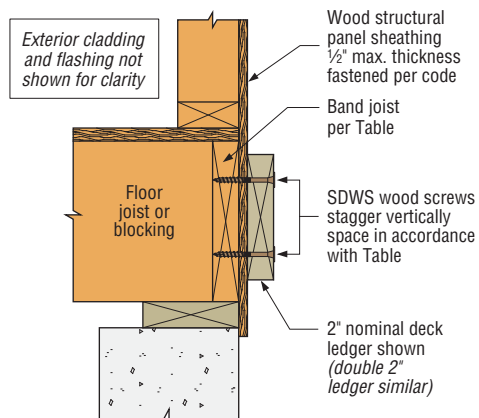 Exterior cladding
and flashing not
shown for clarity
Wood structural
panel sheathing
½" max. thickness
fastened per code
Band joist
per Table
Floor
joist or
blocking
SDWS wood screws
stagger vertically
space in accordance
with Table
2" nominal deck
ledger shown
(double 2"
ledger similar)